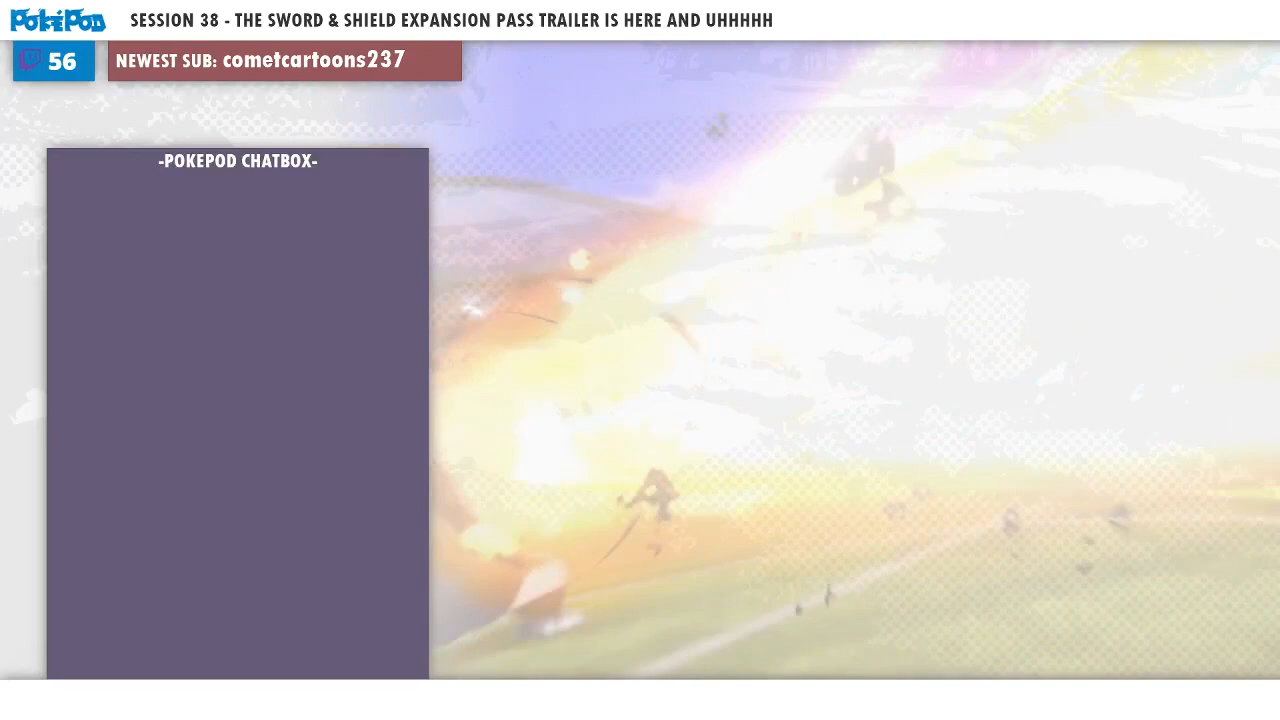 PokéPod
SESSION 38 - THE SWORD & SHIELD EXPANSION PASS TRAILER IS HERE AND UHHHHH
56
NEWEST SUB: cometcartoons237
-POKEPOD CHATBOX-